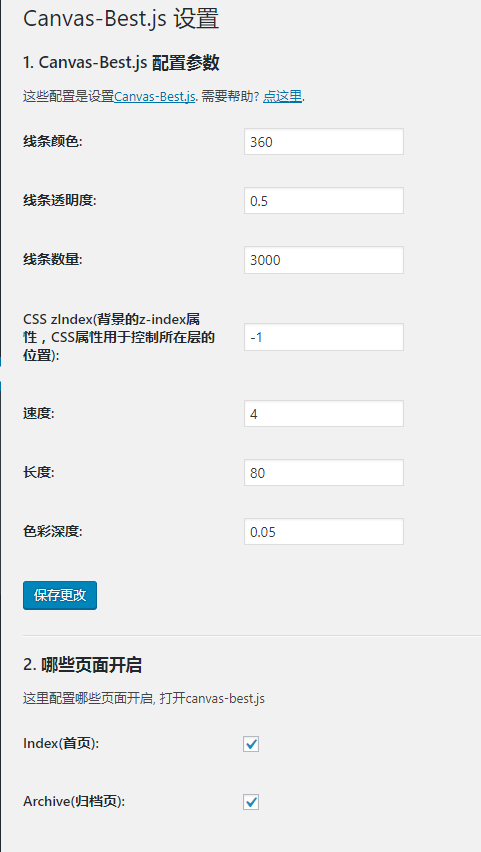 Canvas-Best.js 设置
1. Canvas-Best.js 配置参数
这些配置是设置Canvas-Best.js. 需要帮助? 点这里.
线条颜色: 360
线条透明度: 0.5
线条数量: 3000
CSS zIndex(背景的z-index属
性，CSS属性用于控制所在层的
位置): -1
速度: 4
长度: 80
色彩深度: 0.05
保存更改
2. 哪些页面开启
这里配置哪些页面开启, 打开canvas-best.js
Index(首页):
Archive(归档页):